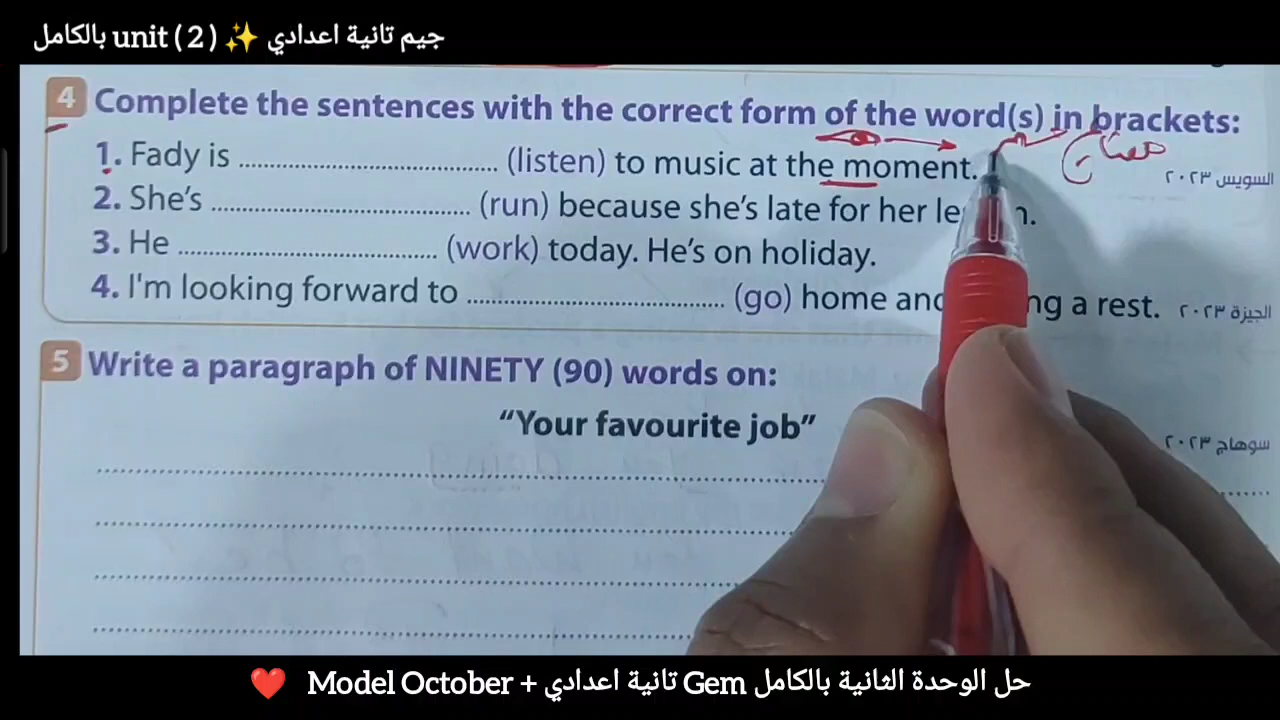 جيم تانية اعدادي ✨ unit ( 2 ) بالكامل
4 Complete the sentences with the correct form of the word(s) in brackets:
1. Fady is ........................ (listen) to music at the moment.
السويس ٢٠٢٣
2. She's ........................ (run) because she's late for her
3. He ........................ (work) today. He's on holiday.
4. I'm looking forward to ........................ (go) home a rest.
الجيزة ٢٠٢٣
5 Write a paragraph of NINETY (90) words on:
"Your favourite job"
سوهاج ٢٠٢٣
حل الوحدة الثانية بالكامل Gem تانية اعدادي + Model October ❤️